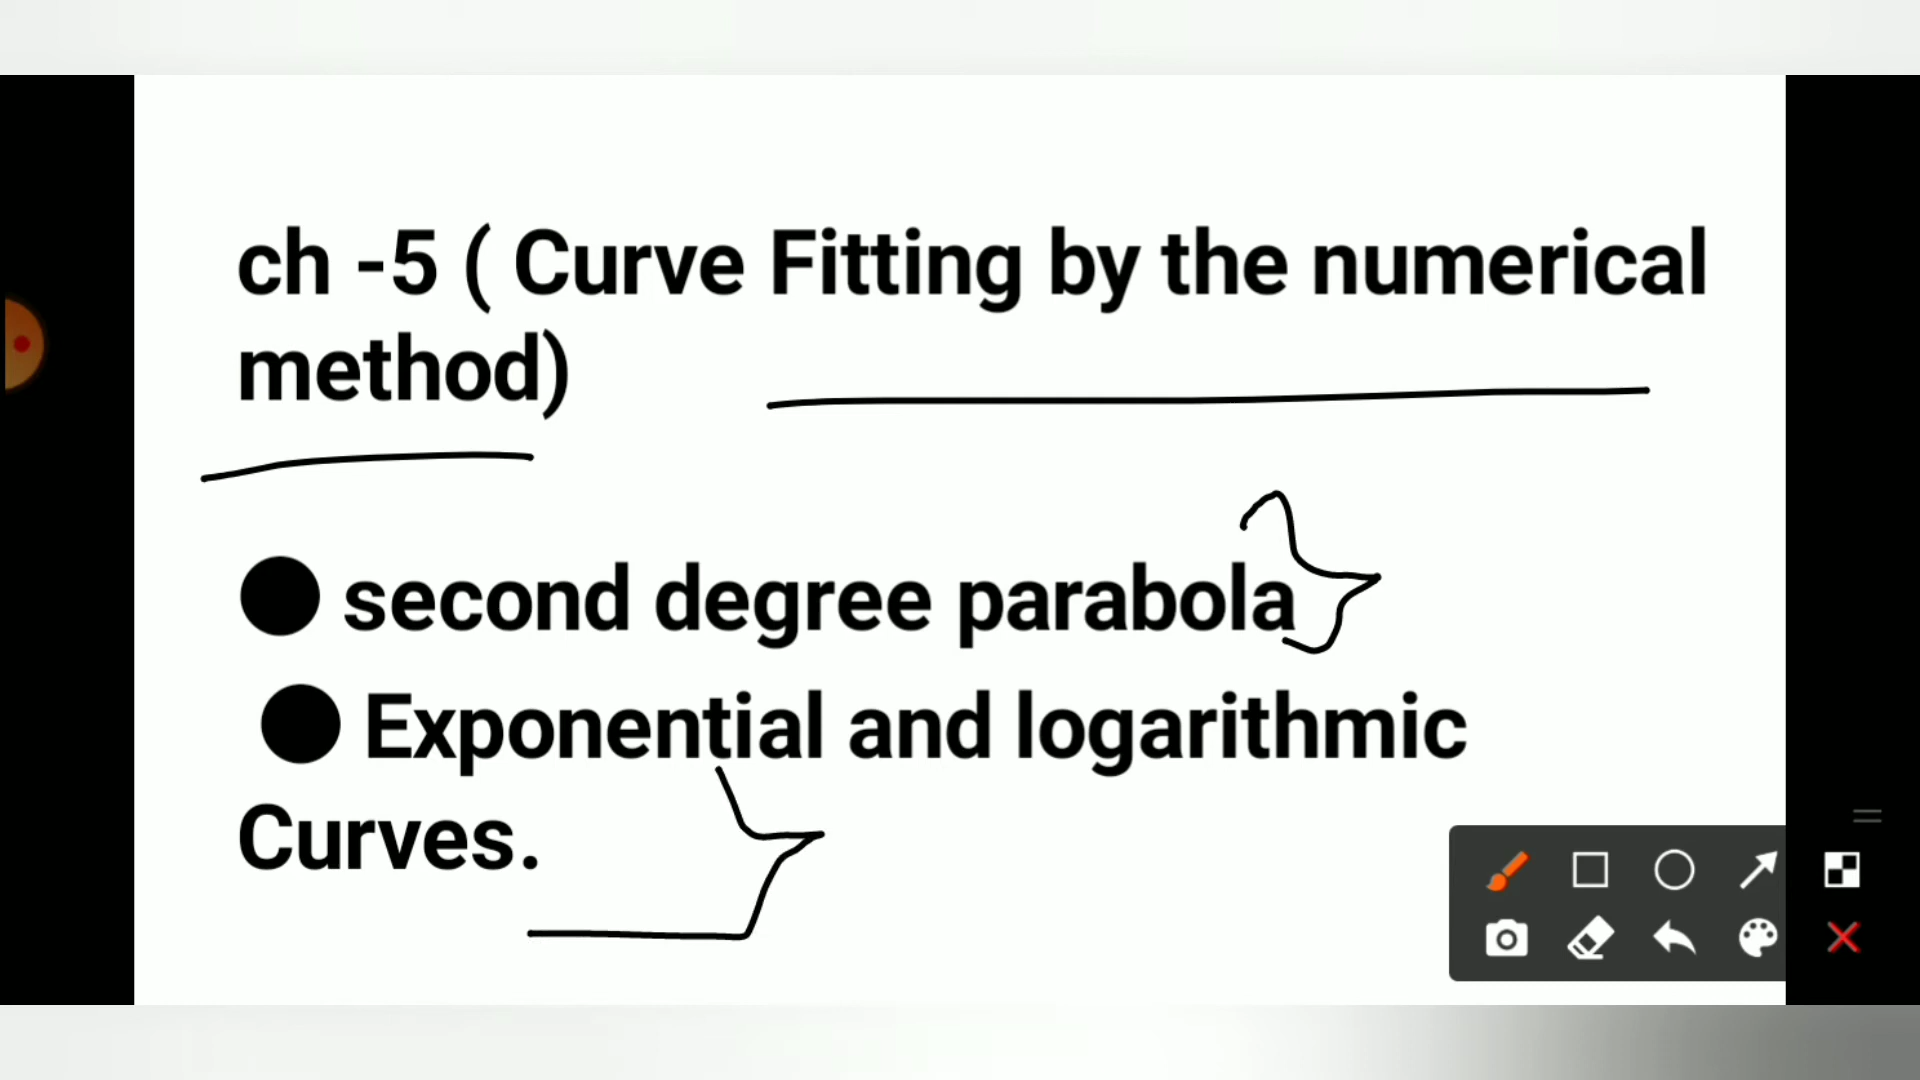 ch -5 ( Curve Fitting by the numerical
method)
● second degree parabola
● Exponential and logarithmic
Curves.